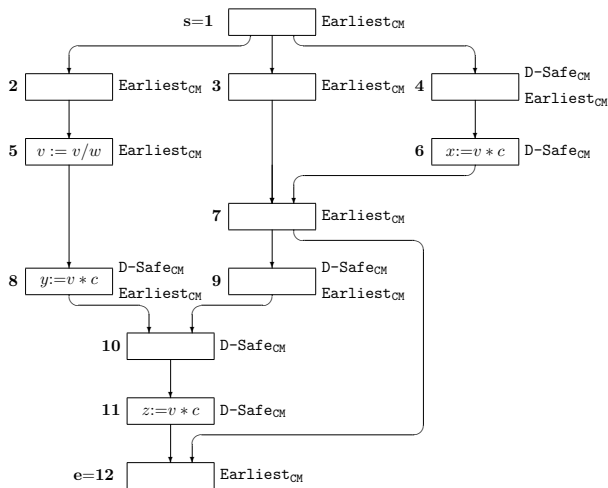 s=1 Earliest_CM
D-Safe_CM
2 Earliest_CM 3 Earliest_CM 4 Earliest_CM
5 v := v/w Earliest_CM 6 x:=v * c D-Safe_CM
7 Earliest_CM
D-Safe_CM D-Safe_CM
8 y:=v * c Earliest_CM 9 Earliest_CM
10 D-Safe_CM
11 z:=v * c D-Safe_CM
e=12 Earliest_CM